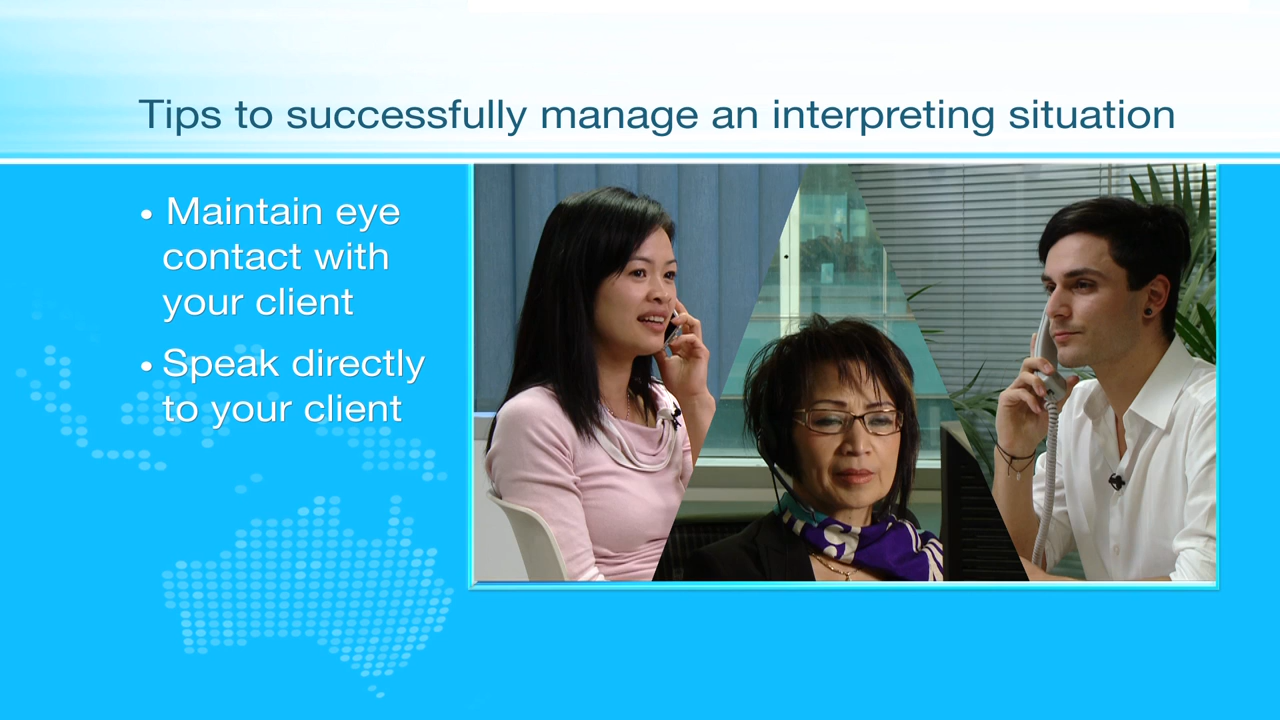 Tips to successfully manage an interpreting situation
• Maintain eye
contact with
your client
• Speak directly
to your client